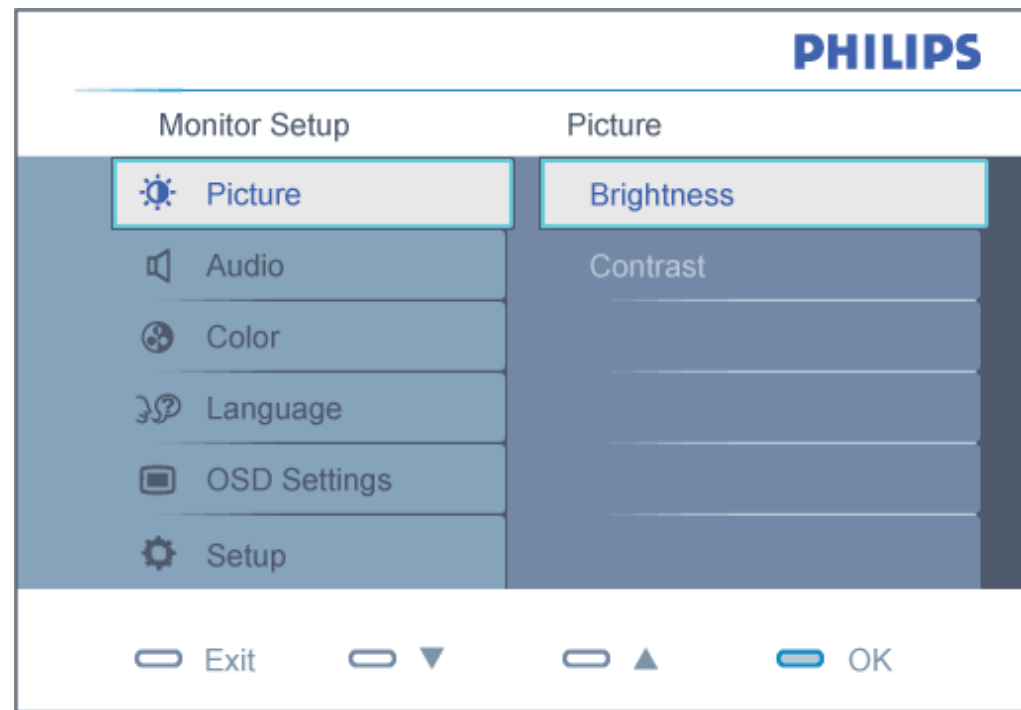 PHILIPS
Monitor Setup
Picture
Picture
Brightness
Audio
Contrast
Color
Language
OSD Settings
Setup
Exit ▼ ▲ OK